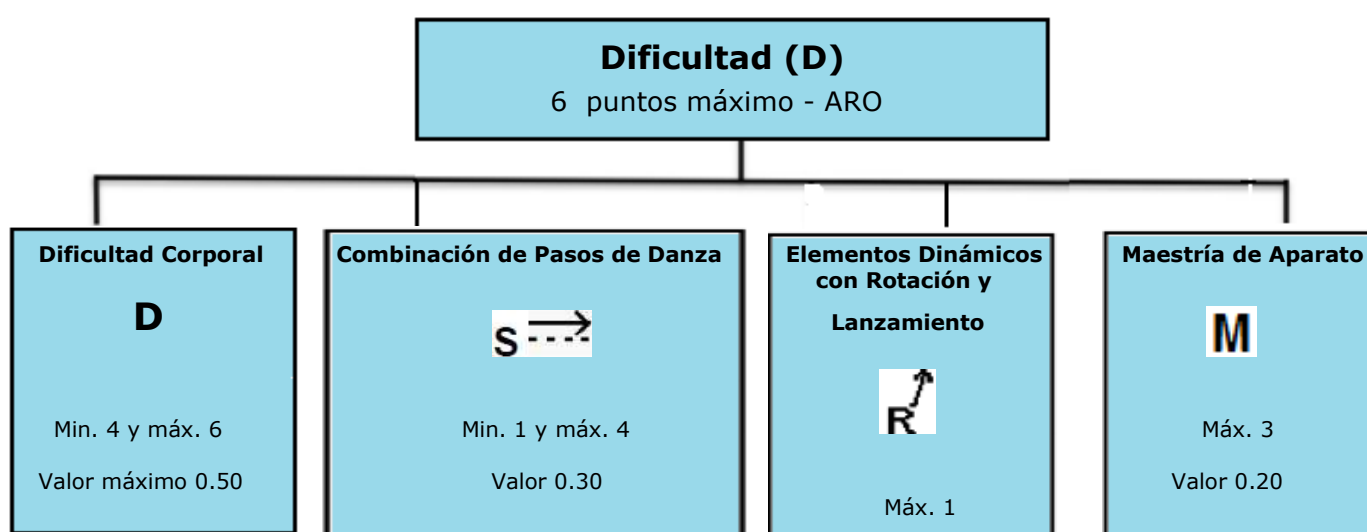 Dificultad (D)
6 puntos máximo - ARO
Dificultad Corporal
D
Min. 4 y máx. 6
Valor máximo 0.50
Combinación de Pasos de Danza
S
Min. 1 y máx. 4
Valor 0.30
Elementos Dinámicos
con Rotación y
Lanzamiento
R
Máx. 1
Maestría de Aparato
M
Máx. 3
Valor 0.20